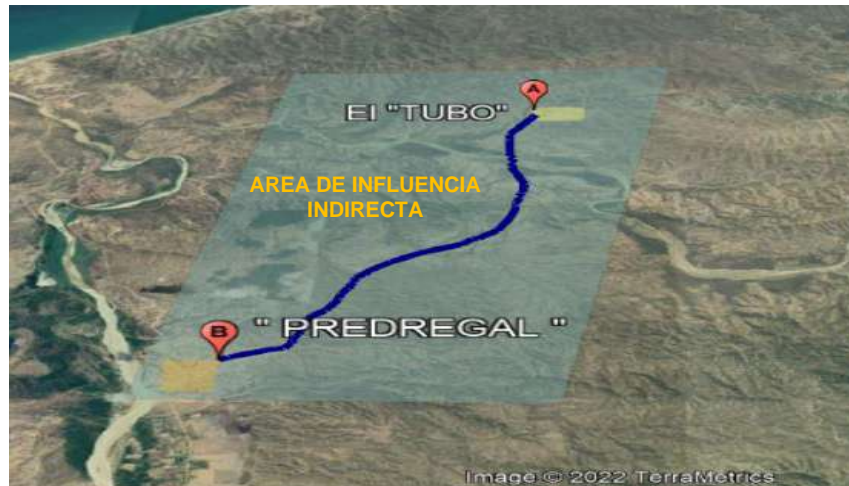 A
El "TUBO"
AREA DE INFLUENCIA
INDIRECTA
B
" PREDREGAL "
Image © 2022 TerraMetrics